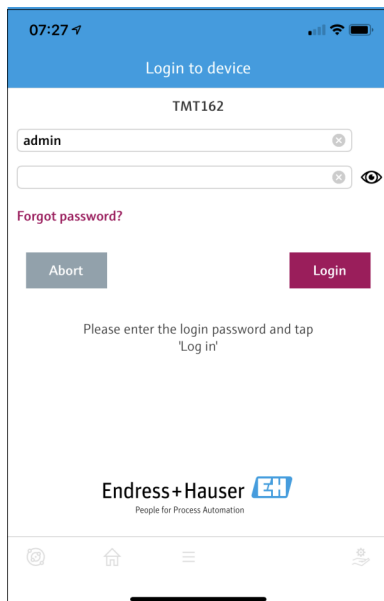 07:27
Login to device
TMT162
admin
Forgot password?
Abort
Login
Please enter the login password and tap
'Log in'
Endress+Hauser EH
People for Process Automation